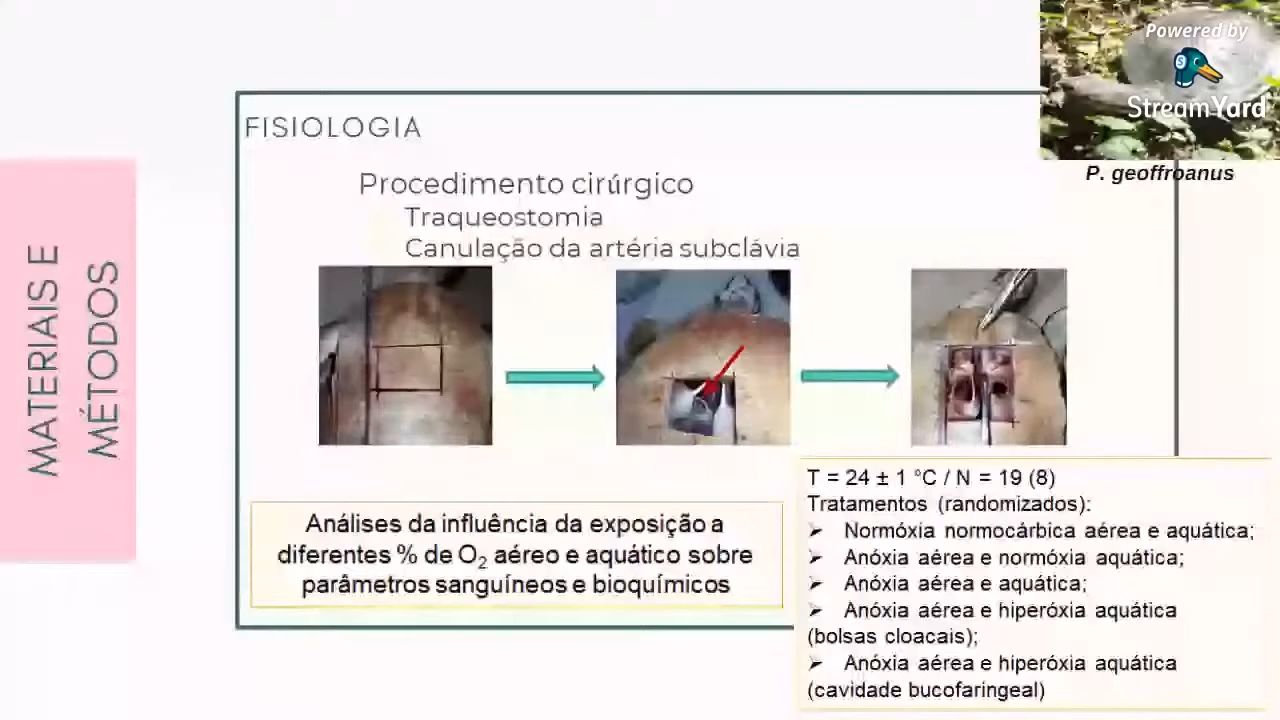 Powered by
StreamYard
P. geoffroanus
MATERIAIS E
MÉTODOS
FISIOLOGIA
Procedimento cirúrgico
Traqueostomia
Canulação da artéria subclávia
Análises da influência da exposição a
diferentes % de O₂ aéreo e aquático sobre
parâmetros sanguíneos e bioquímicos
T = 24 ± 1 °C / N = 19 (8)
Tratamentos (randomizados):
➢ Normóxia normocárbica aérea e aquática;
➢ Anóxia aérea e normóxia aquática;
➢ Anóxia aérea e aquática;
➢ Anóxia aérea e hiperóxia aquática
(bolsas cloacais);
➢ Anóxia aérea e hiperóxia aquática
(cavidade bucofaringeal)